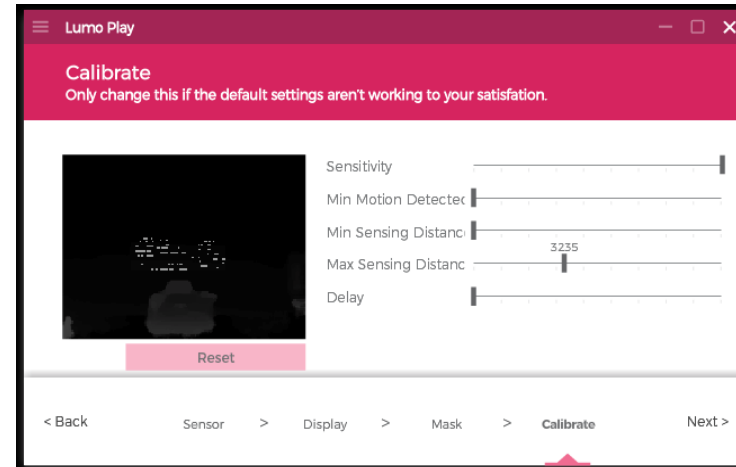 Lumo Play
Calibrate
Only change this if the default settings aren't working to your satisfation.
Sensitivity
Min Motion Detectec
Min Sensing Distanc
3235
Max Sensing Distanc
Delay
Reset
< Back
Sensor > Display > Mask > Calibrate
Next >